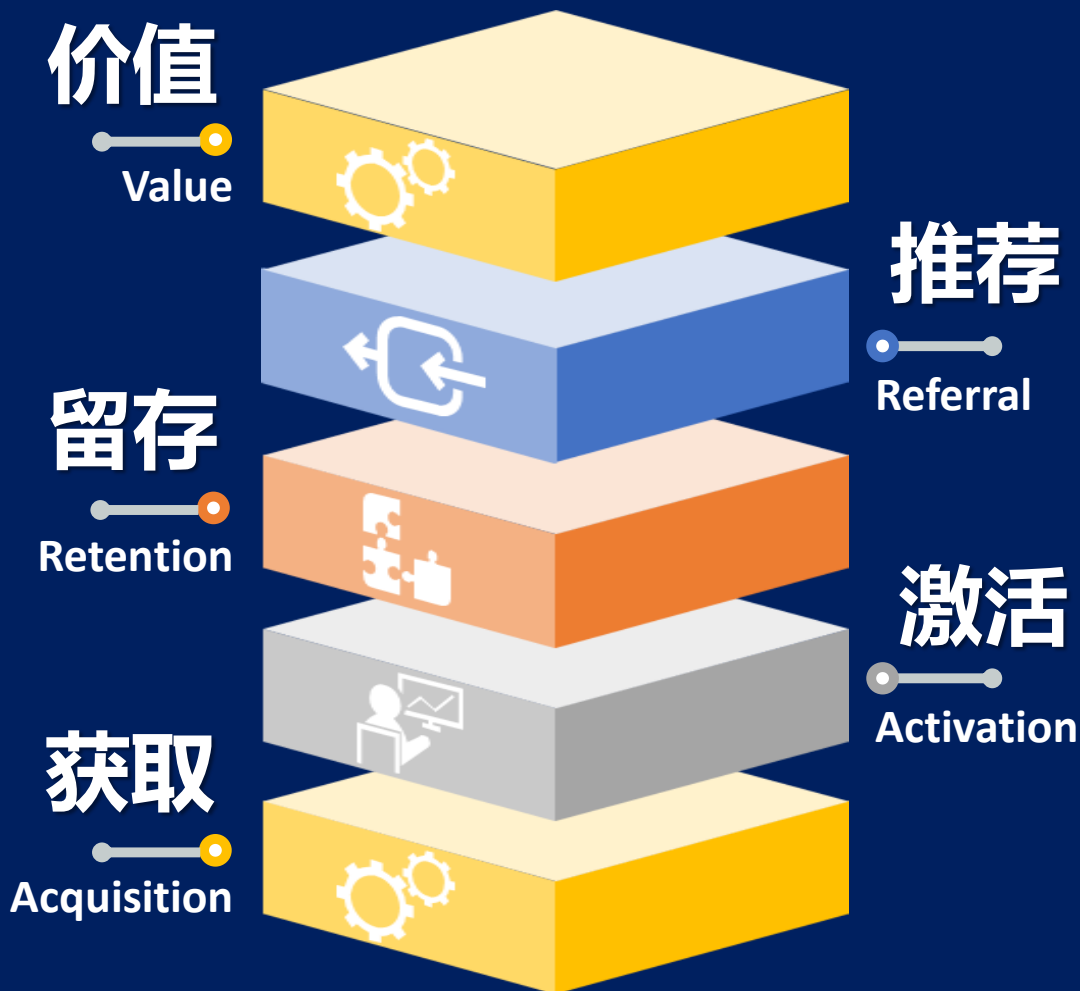 价值
Value
推荐
Referral
留存
Retention
激活
Activation
获取
Acquisition